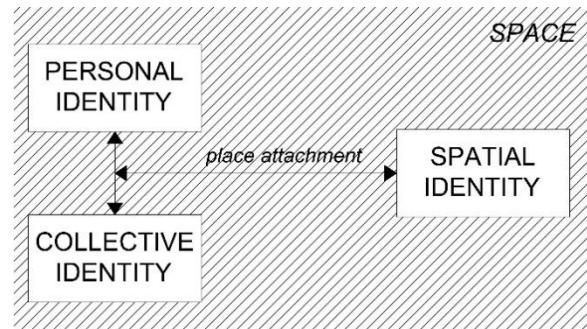 SPACE
PERSONAL
IDENTITY
place attachment
SPATIAL
IDENTITY
COLLECTIVE
IDENTITY